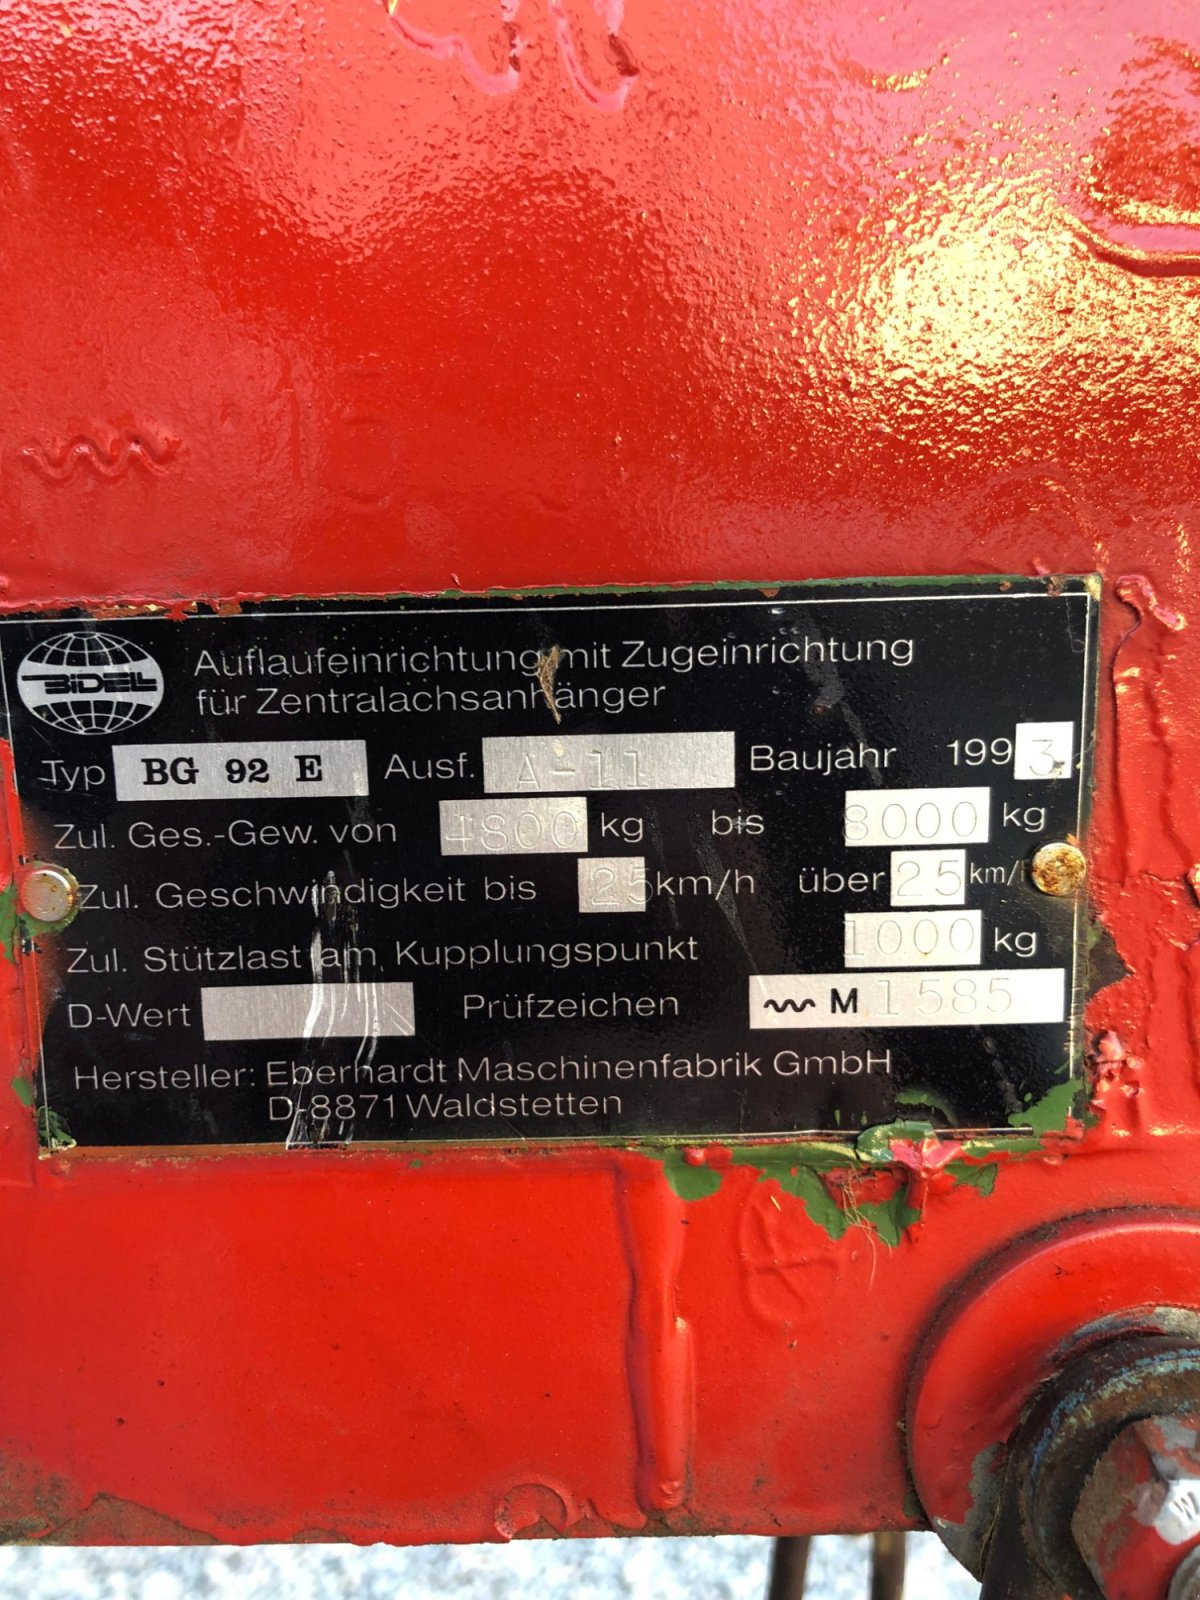 BIDELL
Auflaufeinrichtung mit Zugeinrichtung
für Zentralachsanhänger
Typ BG 92 E Ausf. A-11 Baujahr 1993
Zul. Ges.-Gew. von 4800 kg bis 8000 kg
Zul. Geschwindigkeit bis 25 km/h über 25 km/h
Zul. Stützlast am Kupplungspunkt 1000 kg
D-Wert Prüfzeichen M 1585
Hersteller: Eberhardt Maschinenfabrik GmbH
D-8871 Waldstetten
W